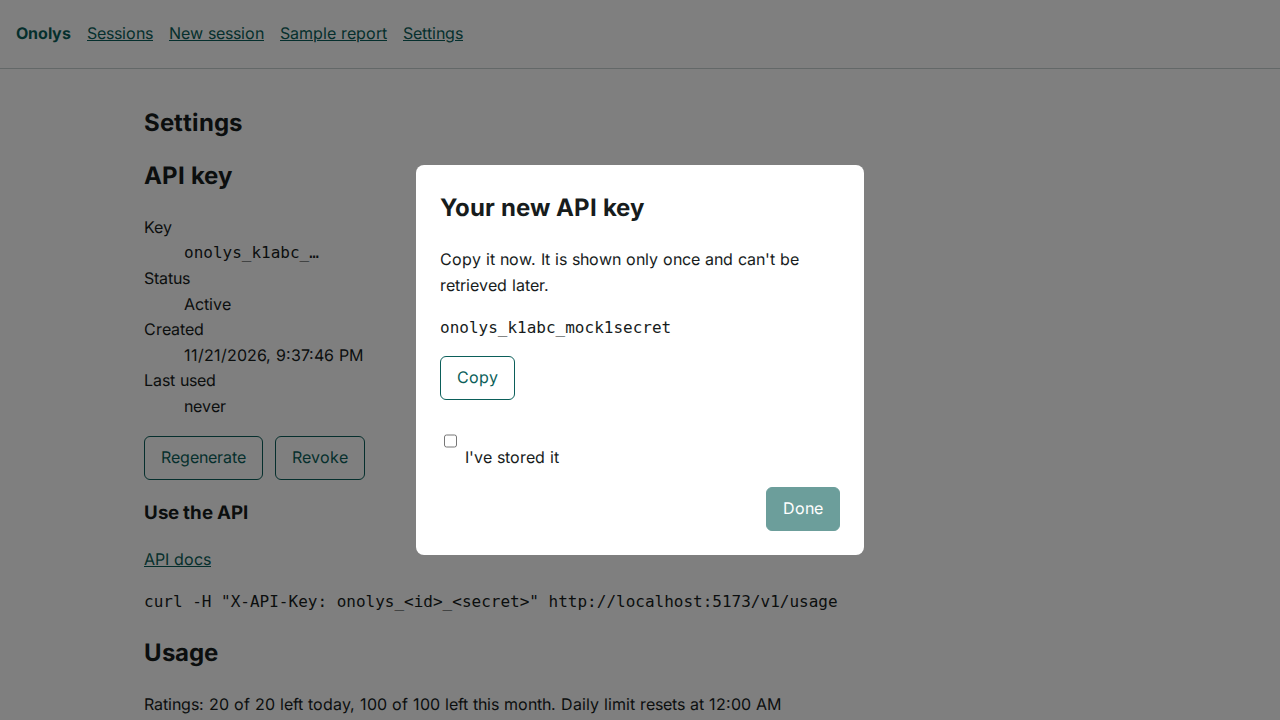 Onolys Sessions New session Sample report Settings
Settings
API key
Key
onolys_k1abc_…
Status
Active
Created
11/21/2026, 9:37:46 PM
Last used
never
Regenerate Revoke
Use the API
API docs
curl -H "X-API-Key: onolys_<id>_<secret>" http://localhost:5173/v1/usage
Usage
Ratings: 20 of 20 left today, 100 of 100 left this month. Daily limit resets at 12:00 AM
Your new API key
Copy it now. It is shown only once and can't be
retrieved later.
onolys_k1abc_mock1secret
Copy
I've stored it
Done